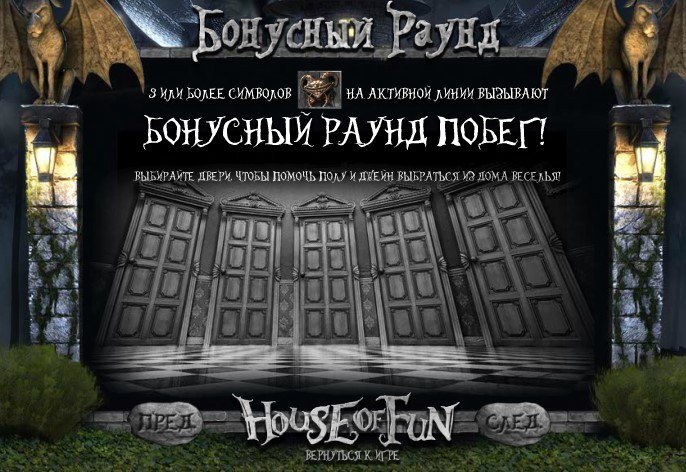 Бонусный Раунд
3 или более символов на активной линии вызывают
БОНУСНЫЙ РАУНД ПОБЕГ!
ВЫБИРАЙТЕ ДВЕРИ, ЧТОБЫ ПОМОЧЬ ПОЛУ И ДЖЕЙН ВЫБРАТЬСЯ ИЗ ДОМА ВЕСЕЛЬЯ!
ПРЕД.
HOUSE OF FUN
СЛЕД.
ВЕРНУТЬСЯ К ИГРЕ